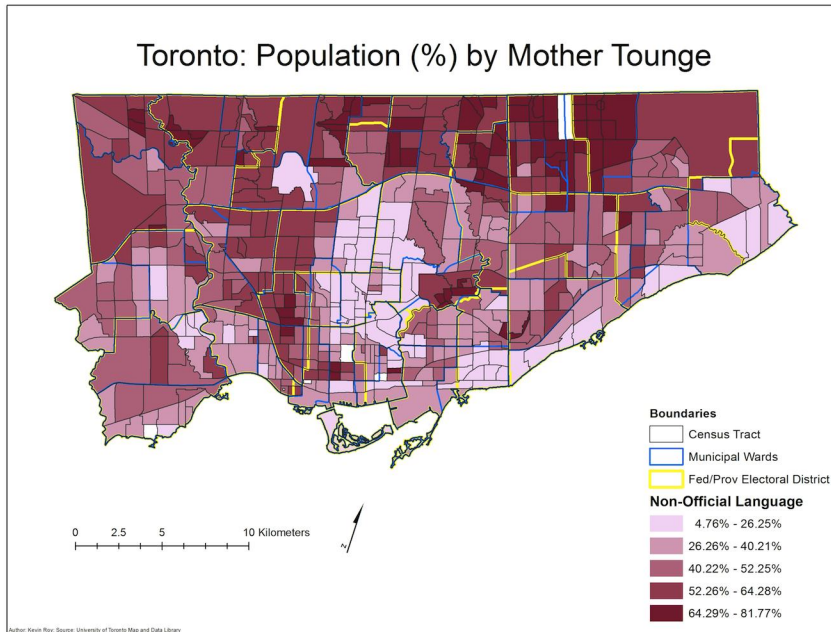 Toronto: Population (%) by Mother Tounge
Boundaries
Census Tract
Municipal Wards
Fed/Prov Electoral District
Non-Official Language
4.76% - 26.25%
26.26% - 40.21%
40.22% - 52.25%
52.26% - 64.28%
64.29% - 81.77%
0 2.5 5 10 Kilometers
N
Author: Kevin Roy; Source: University of Toronto Map and Data Library